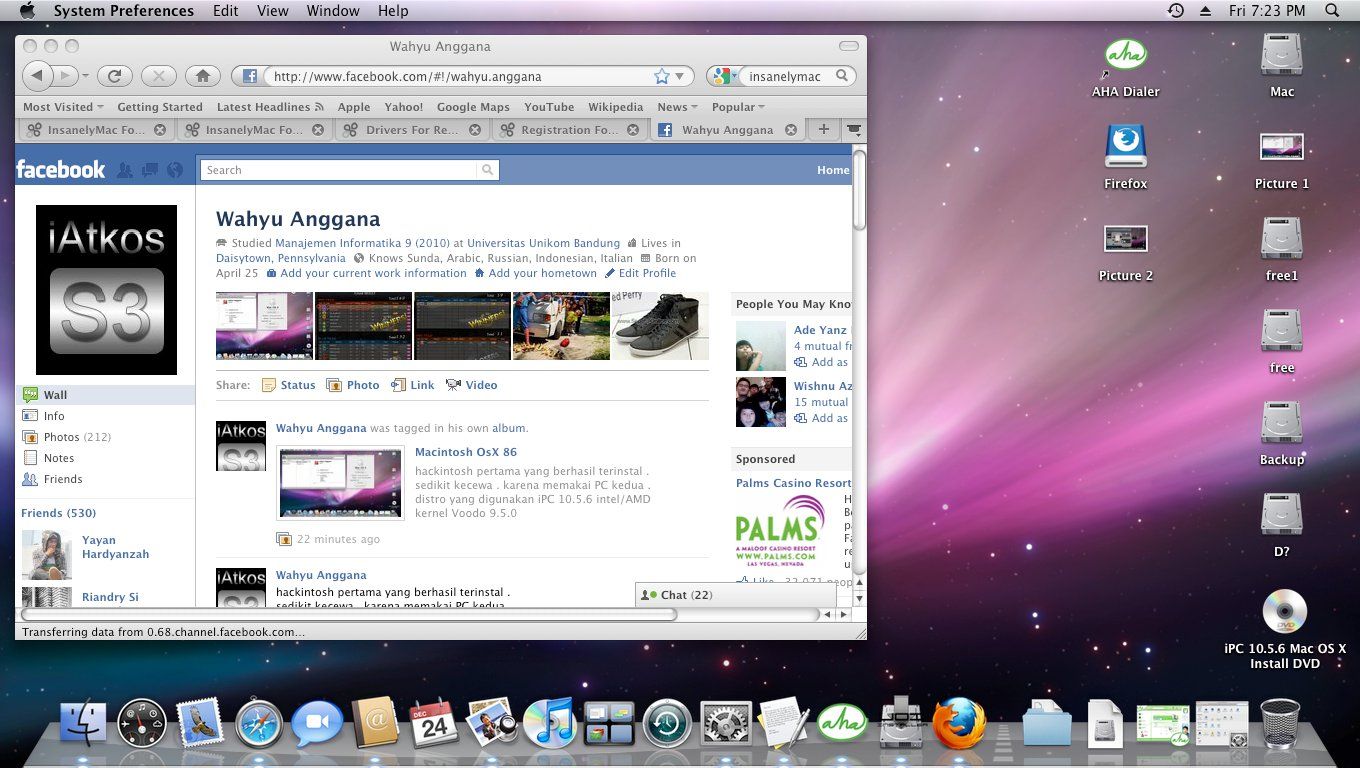 System Preferences Edit View Window Help
Fri 7:23 PM
Wahyu Anggana
http://www.facebook.com/#!/wahyu.anggana
insanelymac
Most Visited Getting Started Latest Headlines Apple Yahoo! Google Maps YouTube Wikipedia News Popular
InsanelyMac Fo... InsanelyMac Fo... Drivers For Re... Registration Fo... Wahyu Anggana
facebook
Search
Home
iAtkos
S3
Wall
Info
Photos (212)
Notes
Friends
Friends (530)
Yayan
Hardyanzah
Riandry Si
Wahyu Anggana
Studied Manajemen Informatika 9 (2010) at Universitas Unikom Bandung Lives in
Daisytown, Pennsylvania Knows Sunda, Arabic, Russian, Indonesian, Italian Born on
April 25 Add your current work information Add your hometown Edit Profile
Share: Status Photo Link Video
iAtkos
S3
Wahyu Anggana was tagged in his own album.
Macintosh OsX 86
hackintosh pertama yang berhasil terinstal .
sedikit kecewa . karena memakai PC kedua .
distro yang digunakan iPC 10.5.6 intel/AMD
kernel Voodo 9.5.0
22 minutes ago
iAtkos
S3
Wahyu Anggana
hackintosh pertama yang berhasil terinstal .
sedikit kecewa . karena memakai PC kedua
People You May Kno
Ade Yanz
4 mutual fr
Add as
Wishnu Az
15 mutual
Add as
Sponsored
Palms Casino Resort
PALMS
A MALOOF CASINO RESORT
WWW.PALMS.COM
LAS VEGAS, NEVADA
Like
32,071 peop
Chat (22)
Transferring data from 0.68.channel.facebook.com...
aha
AHA Dialer
Firefox
Picture 2
Mac
Picture 1
free1
free
Backup
D?
DVD
iPC 10.5.6 Mac OS X
Install DVD
DEC
24
aha